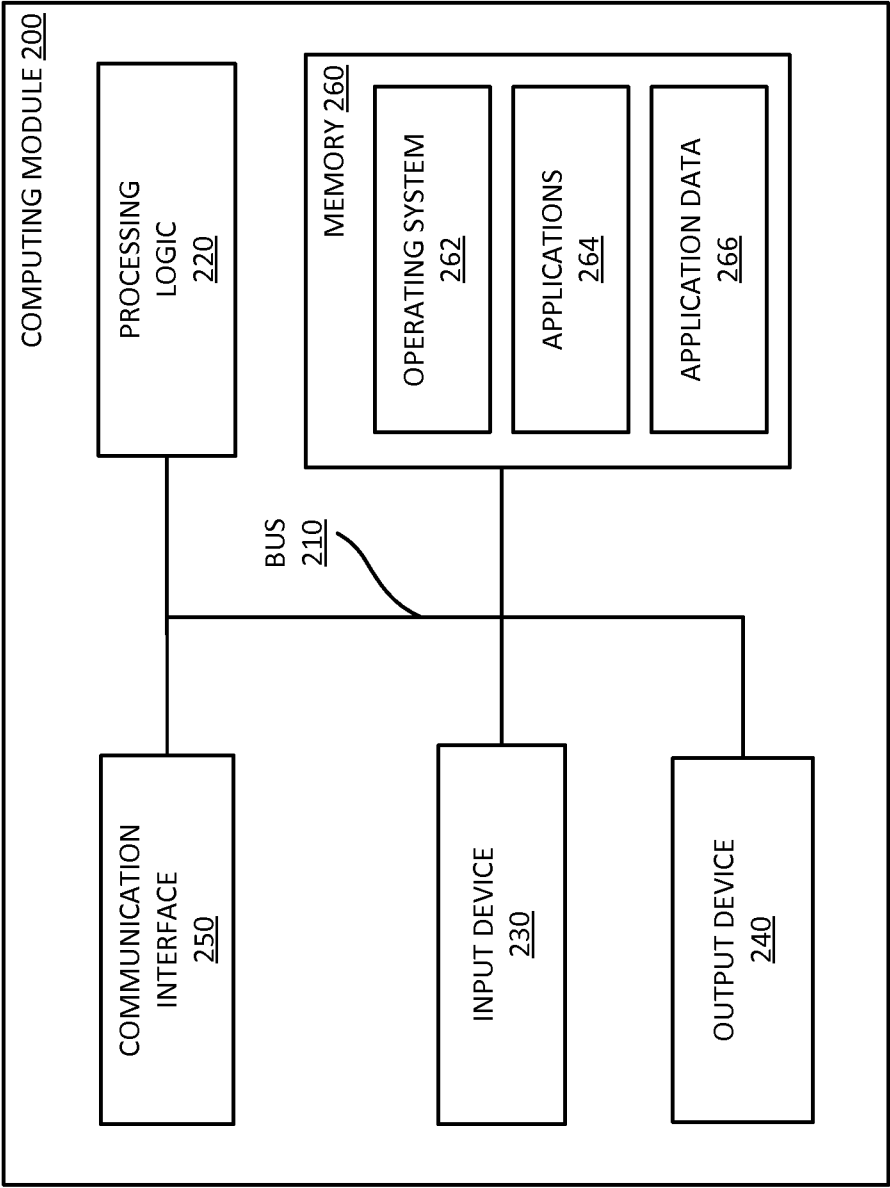 COMPUTING MODULE 200
COMMUNICATION
INTERFACE
250
PROCESSING
LOGIC
220
BUS
210
INPUT DEVICE
230
OUTPUT DEVICE
240
MEMORY 260
OPERATING SYSTEM
262
APPLICATIONS
264
APPLICATION DATA
266